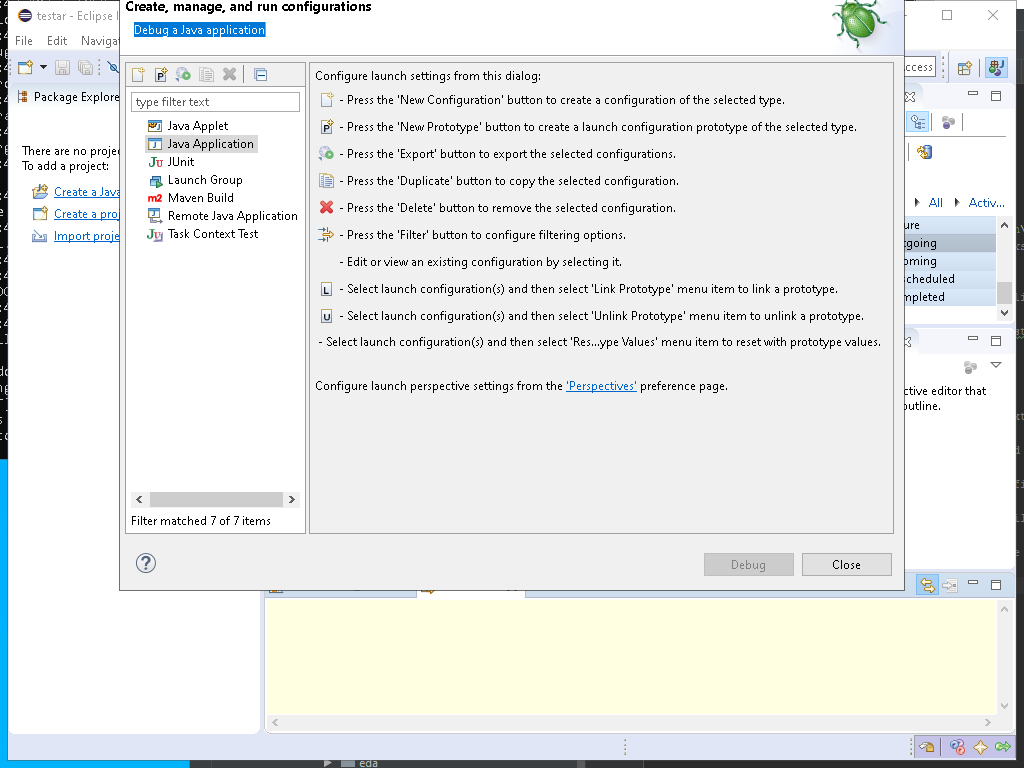 Create, manage, and run configurations
testar - Eclipse
Debug a Java application
File Edit
Package Explore
type filter text
Java Applet
Java Application
JUnit
Launch Group
Maven Build
Remote Java Application
Task Context Test
Filter matched 7 of 7 items
There are no
To add a project:
Create a Java
Create a
Import
Configure launch settings from this dialog:
- Press the 'New Configuration' button to create a configuration of the selected type.
- Press the 'New Prototype' button to create a launch configuration prototype of the selected type.
- Press the 'Export' button to export the selected configurations.
- Press the 'Duplicate' button to copy the selected configuration.
- Press the 'Delete' button to remove the selected configuration.
- Press the 'Filter' button to configure filtering options.
- Edit or view an existing configuration by selecting it.
- Select launch configuration(s) and then select 'Link Prototype' menu item to link a prototype.
- Select launch configuration(s) and then select 'Unlink Prototype' menu item to unlink a prototype.
- Select launch configuration(s) and then select 'Res...ype Values' menu item to reset with prototype values.
Configure launch perspective settings from the 'Perspectives' preference page.
Debug
Close
cess
All Activ...
ure
tgoing
oming
scheduled
mpleted
ctive editor that
outline.
eda